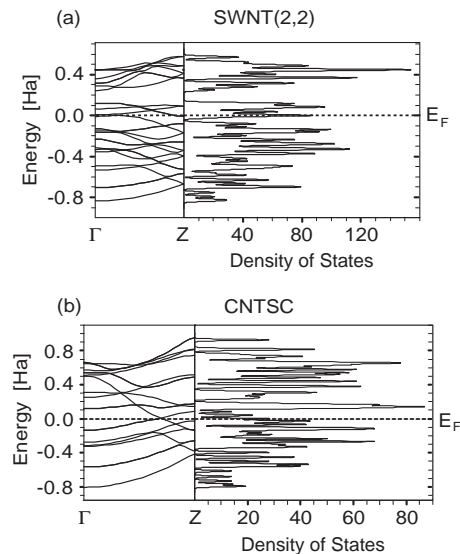 (a) SWNT(2,2)
Energy [Ha]
0.4
0.0
-0.4
-0.8
E_F
Γ Z 40 80 120
Density of States
(b) CNTSC
Energy [Ha]
0.8
0.4
0.0
-0.4
-0.8
E_F
Γ Z 20 40 60 80
Density of States